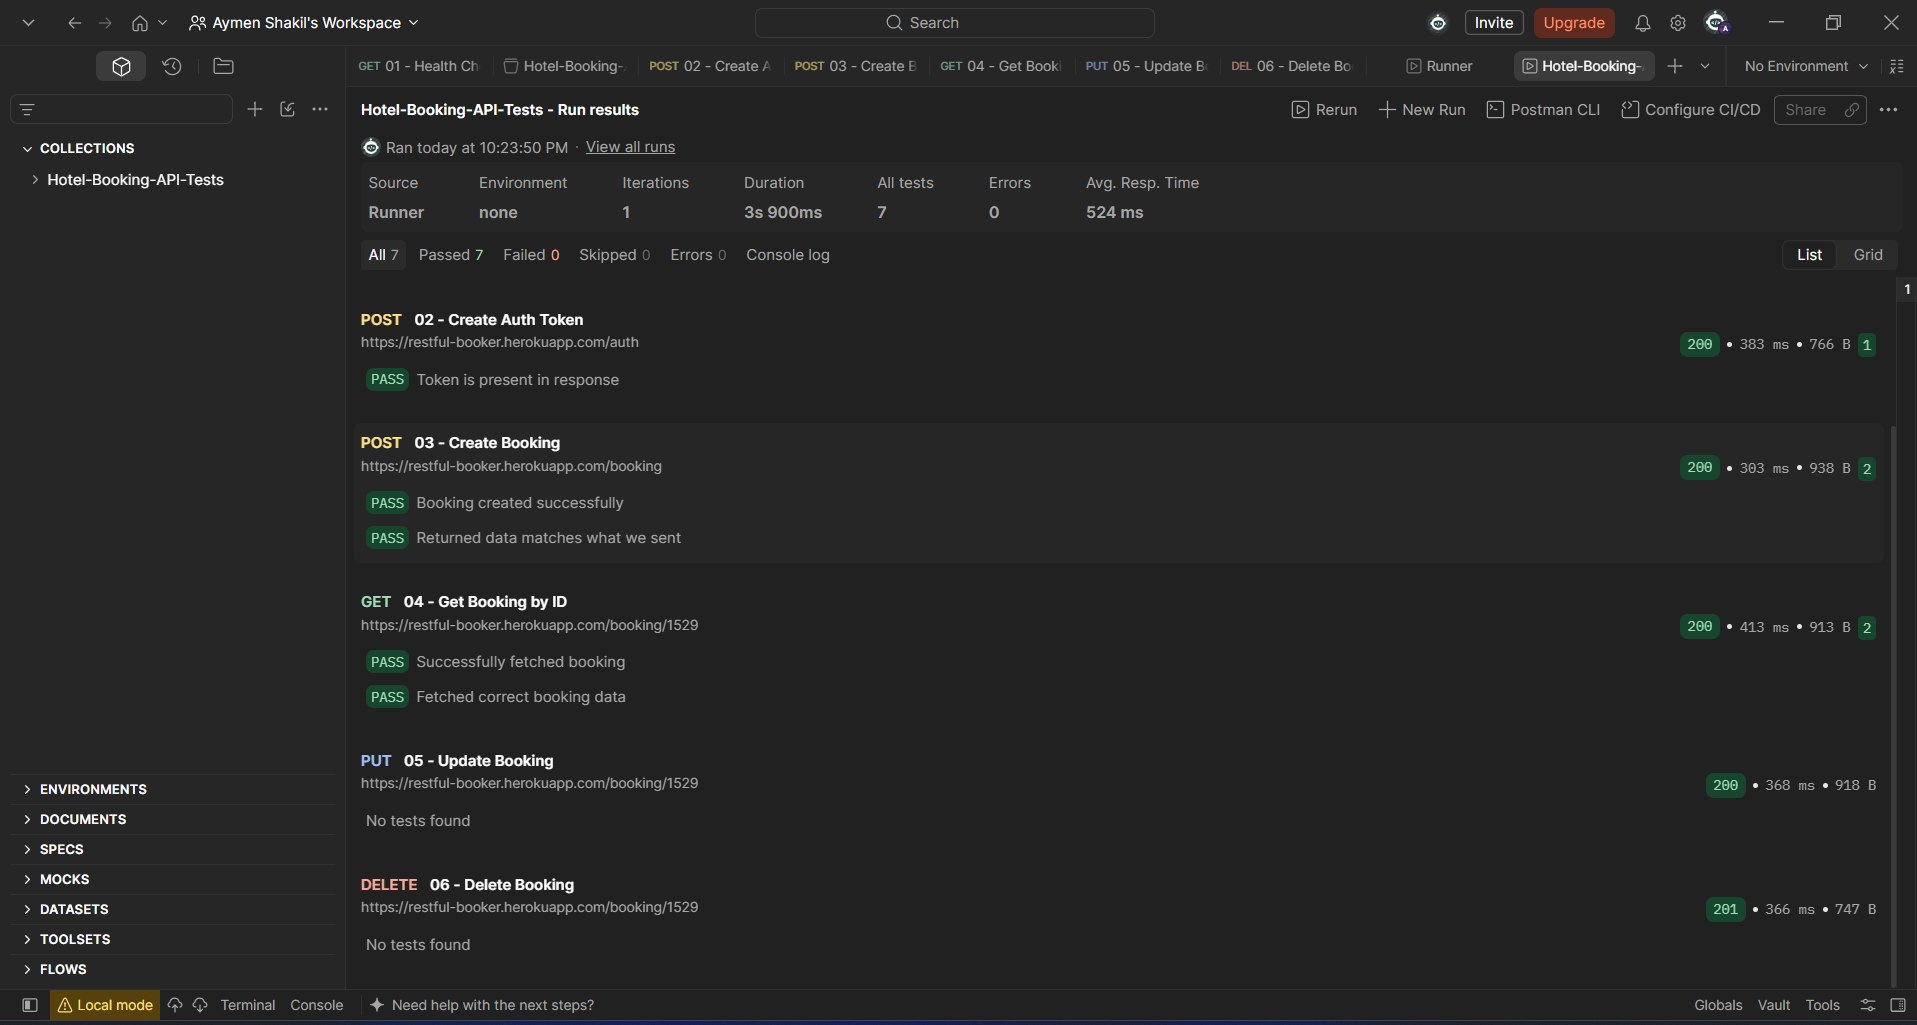 Aymen Shakil's Workspace
Search
Invite
Upgrade
GET 01 - Health Ch
Hotel-Booking-
POST 02 - Create A
POST 03 - Create B
GET 04 - Get Booki
PUT 05 - Update B
DEL 06 - Delete Bo
Runner
Hotel-Booking-
No Environment
Hotel-Booking-API-Tests - Run results
Rerun
New Run
Postman CLI
Configure CI/CD
Share
COLLECTIONS
Hotel-Booking-API-Tests
Ran today at 10:23:50 PM · View all runs
Source Environment Iterations Duration All tests Errors Avg. Resp. Time
Runner none 1 3s 900ms 7 0 524 ms
All 7 Passed 7 Failed 0 Skipped 0 Errors 0 Console log
List Grid
1
POST 02 - Create Auth Token
https://restful-booker.herokuapp.com/auth
200 • 383 ms • 766 B 1
PASS Token is present in response
POST 03 - Create Booking
https://restful-booker.herokuapp.com/booking
200 • 303 ms • 938 B 2
PASS Booking created successfully
PASS Returned data matches what we sent
GET 04 - Get Booking by ID
https://restful-booker.herokuapp.com/booking/1529
200 • 413 ms • 913 B 2
PASS Successfully fetched booking
PASS Fetched correct booking data
PUT 05 - Update Booking
https://restful-booker.herokuapp.com/booking/1529
200 • 368 ms • 918 B
No tests found
DELETE 06 - Delete Booking
https://restful-booker.herokuapp.com/booking/1529
201 • 366 ms • 747 B
No tests found
ENVIRONMENTS
DOCUMENTS
SPECS
MOCKS
DATASETS
TOOLSETS
FLOWS
Local mode
Terminal
Console
Need help with the next steps?
Globals
Vault
Tools